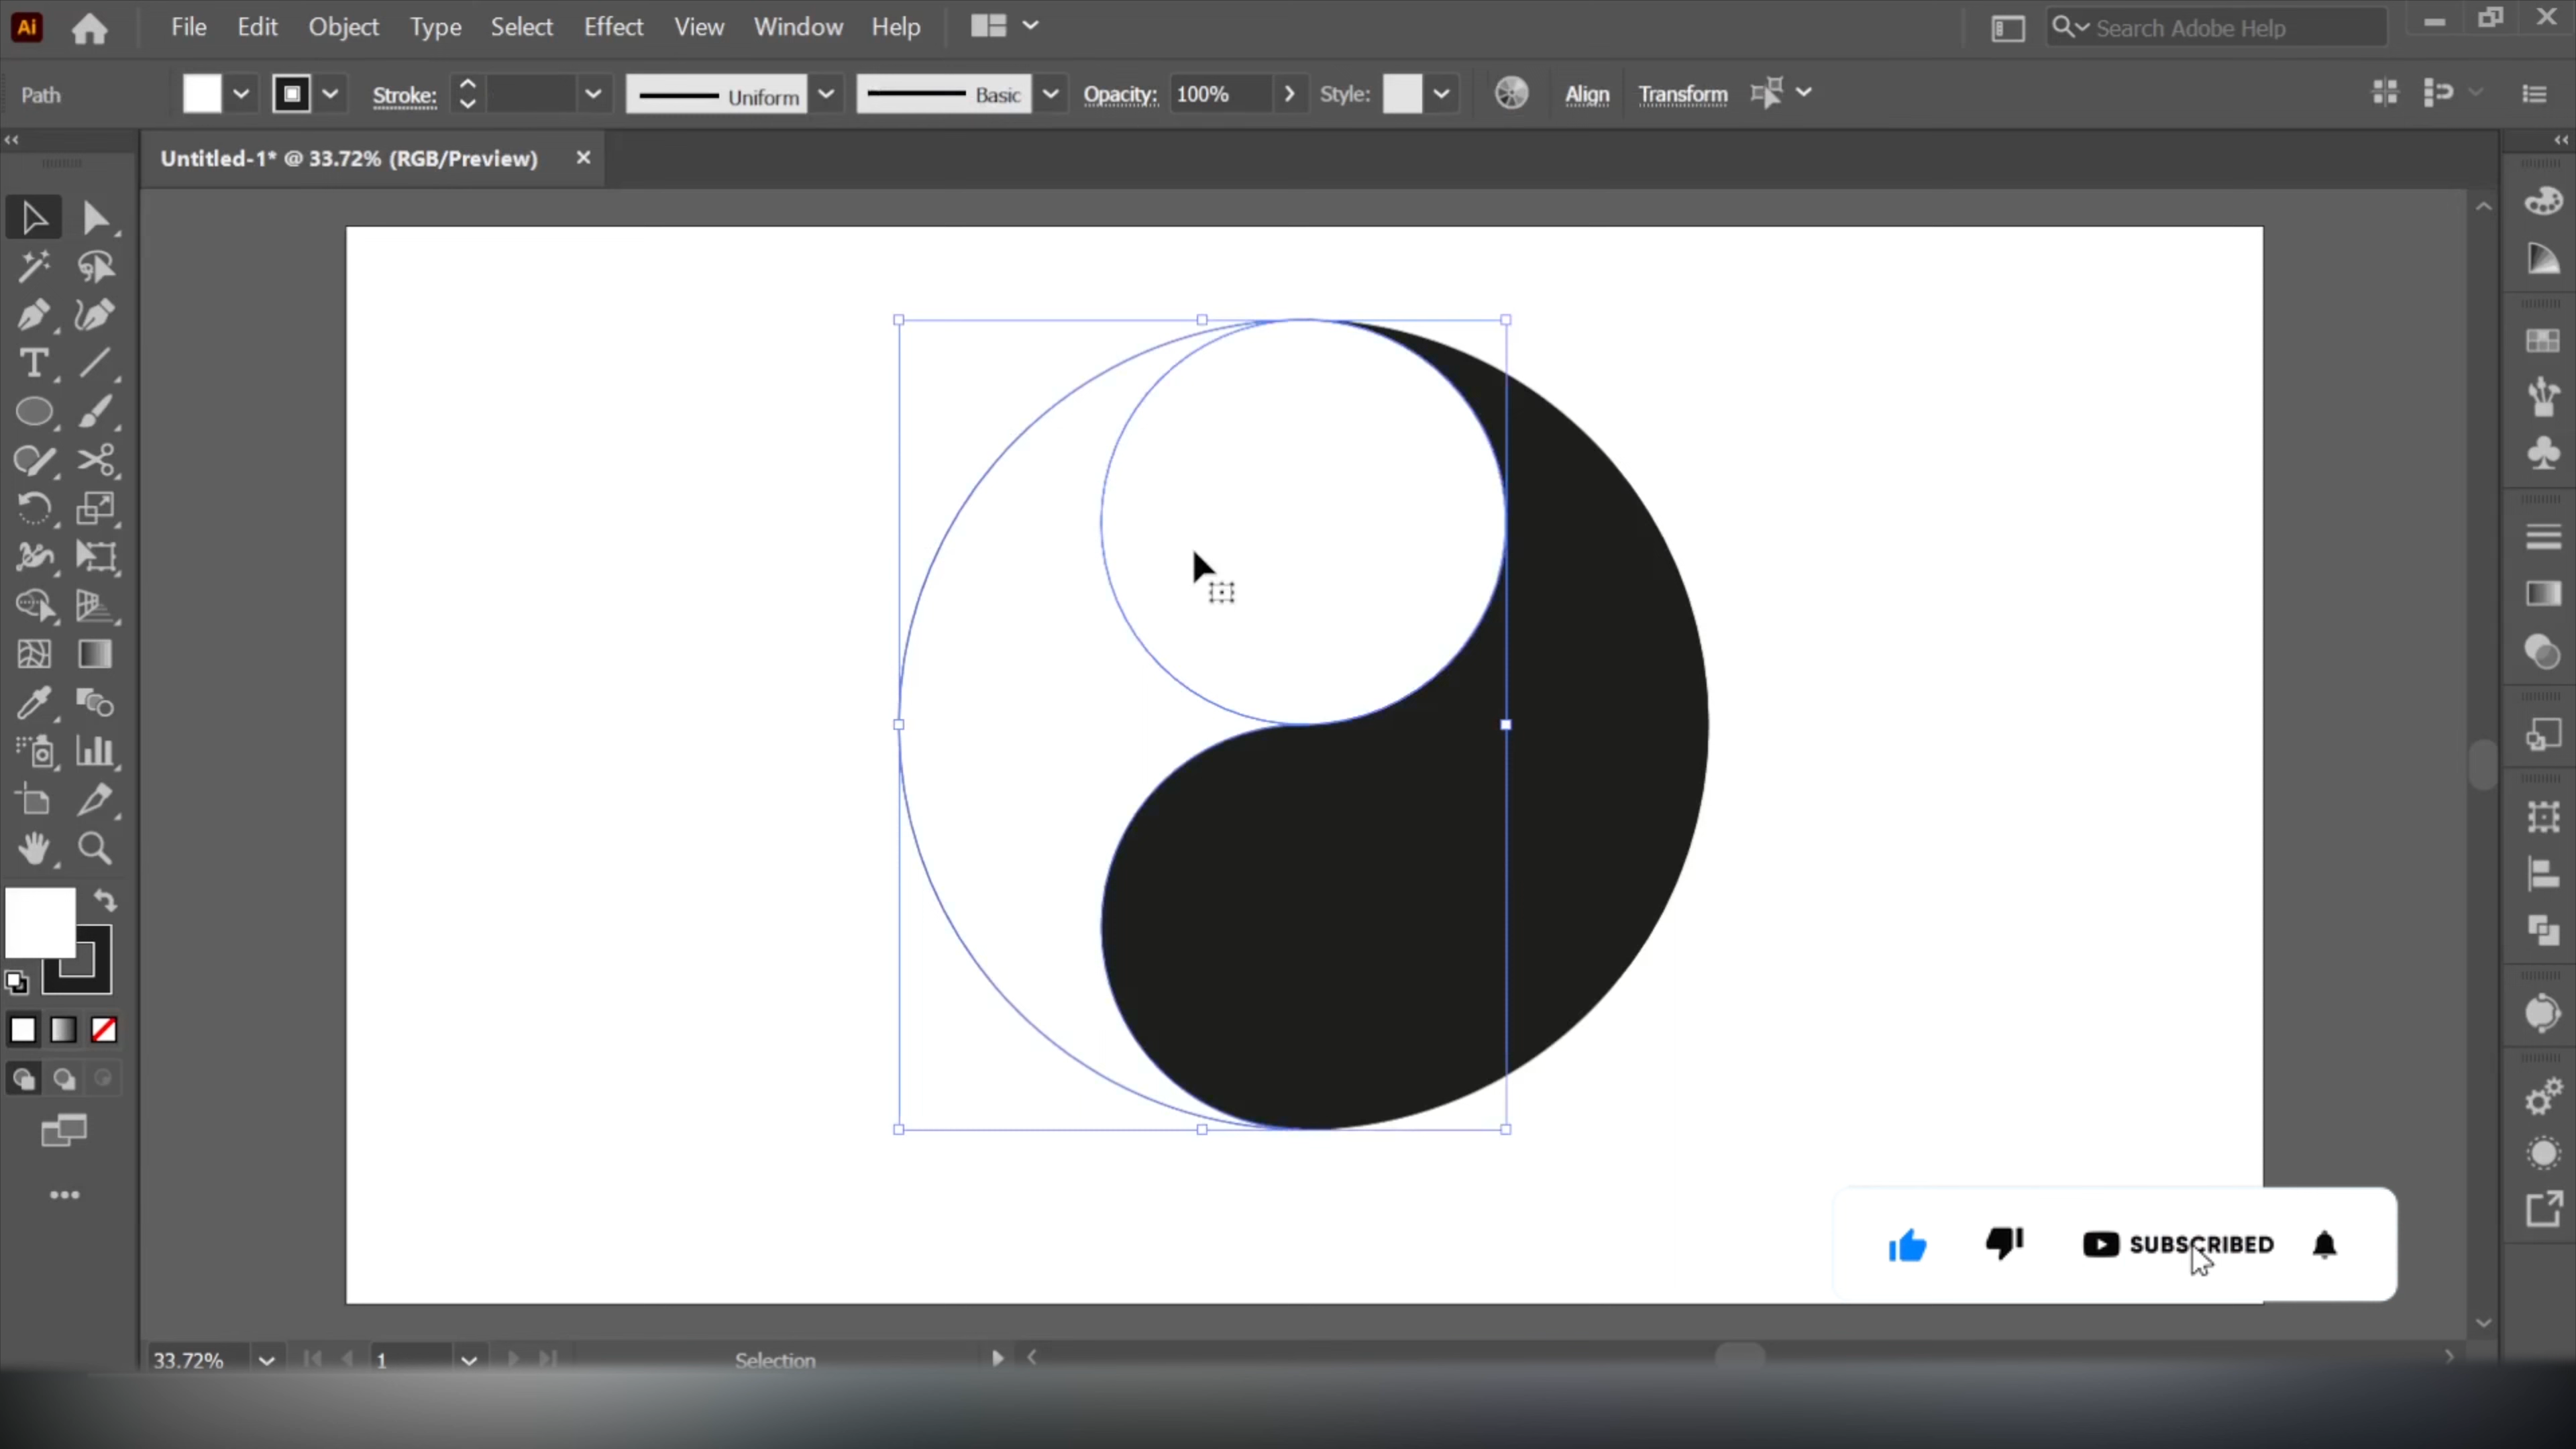 Ai File Edit Object Type Select Effect View Window Help Search Adobe Help
Path Stroke: Uniform Basic Opacity: 100% Style: Align Transform
Untitled-1* @ 33.72% (RGB/Preview)
SUBSCRIBED
33.72% 1 Selection